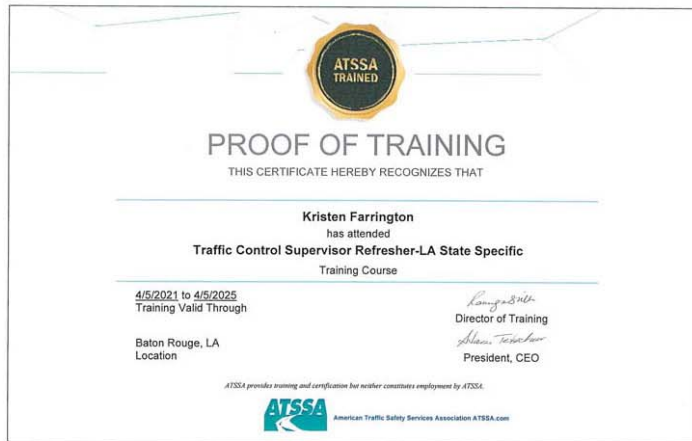 ATSSA
TRAINED
PROOF OF TRAINING
THIS CERTIFICATE HEREBY RECOGNIZES THAT
Kristen Farrington
has attended
Traffic Control Supervisor Refresher-LA State Specific
Training Course
4/5/2021 to 4/5/2025
Training Valid Through
Director of Training
Baton Rouge, LA
Location
President, CEO
ATSSA provides training and certification but neither constitutes employment by ATSSA.
ATSSA
American Traffic Safety Services Association ATSSA.com